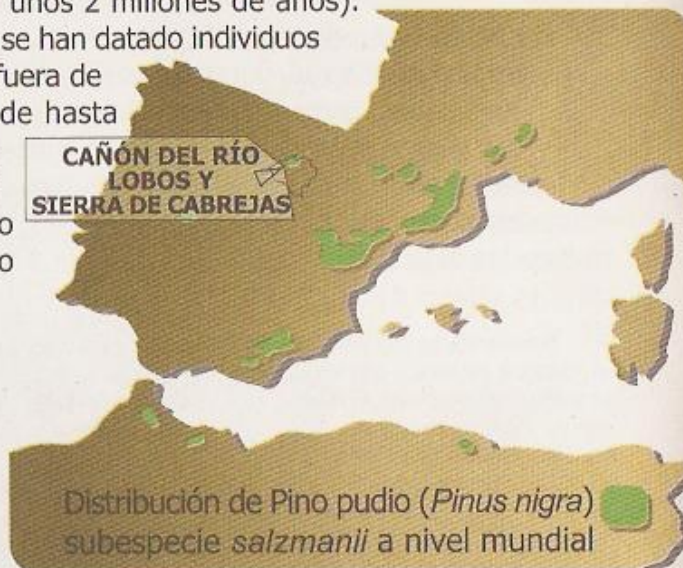 unos 2 millones de años).
se han datado individuos
fuera de
de hasta
o
o
CAÑÓN DEL RÍO
LOBOS Y
SIERRA DE CABREJAS
Distribución de Pino pudio (Pinus nigra)
subespecie salzmanii a nivel mundial